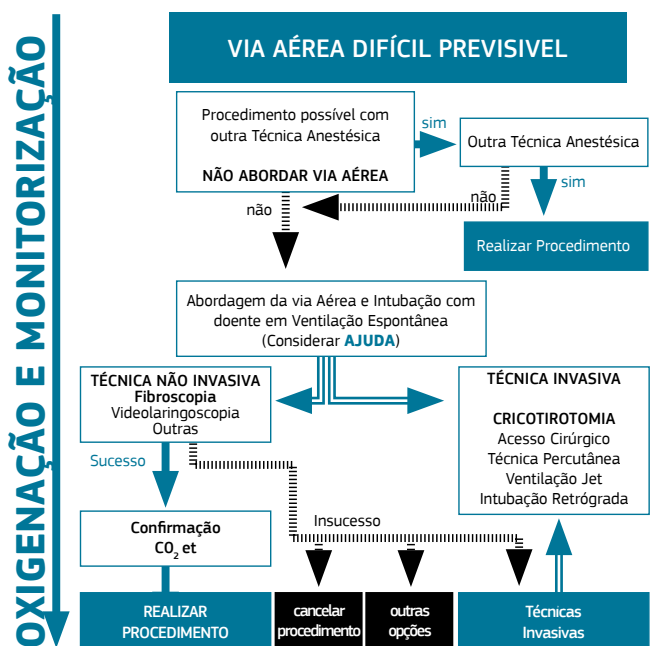 OXIGENAÇÃO E MONITORIZAÇÃO
VIA AÉREA DIFÍCIL PREVISIVEL
Procedimento possível com
outra Técnica Anestésica
NÃO ABORDAR VIA AÉREA
sim
Outra Técnica Anestésica
não
não
sim
Realizar Procedimento
Abordagem da via Aérea e Intubação com
doente em Ventilação Espontânea
(Considerar AJUDA)
TÉCNICA NÃO INVASIVA
Fibroscopia
Videolaringoscopia
Outras
TÉCNICA INVASIVA
CRICOTIROTOMIA
Acesso Cirúrgico
Técnica Percutânea
Ventilação Jet
Intubação Retrógrada
Sucesso
Insucesso
Confirmação
CO₂ et
REALIZAR
PROCEDIMENTO
cancelar
procedimento
outras
opções
Técnicas
Invasivas